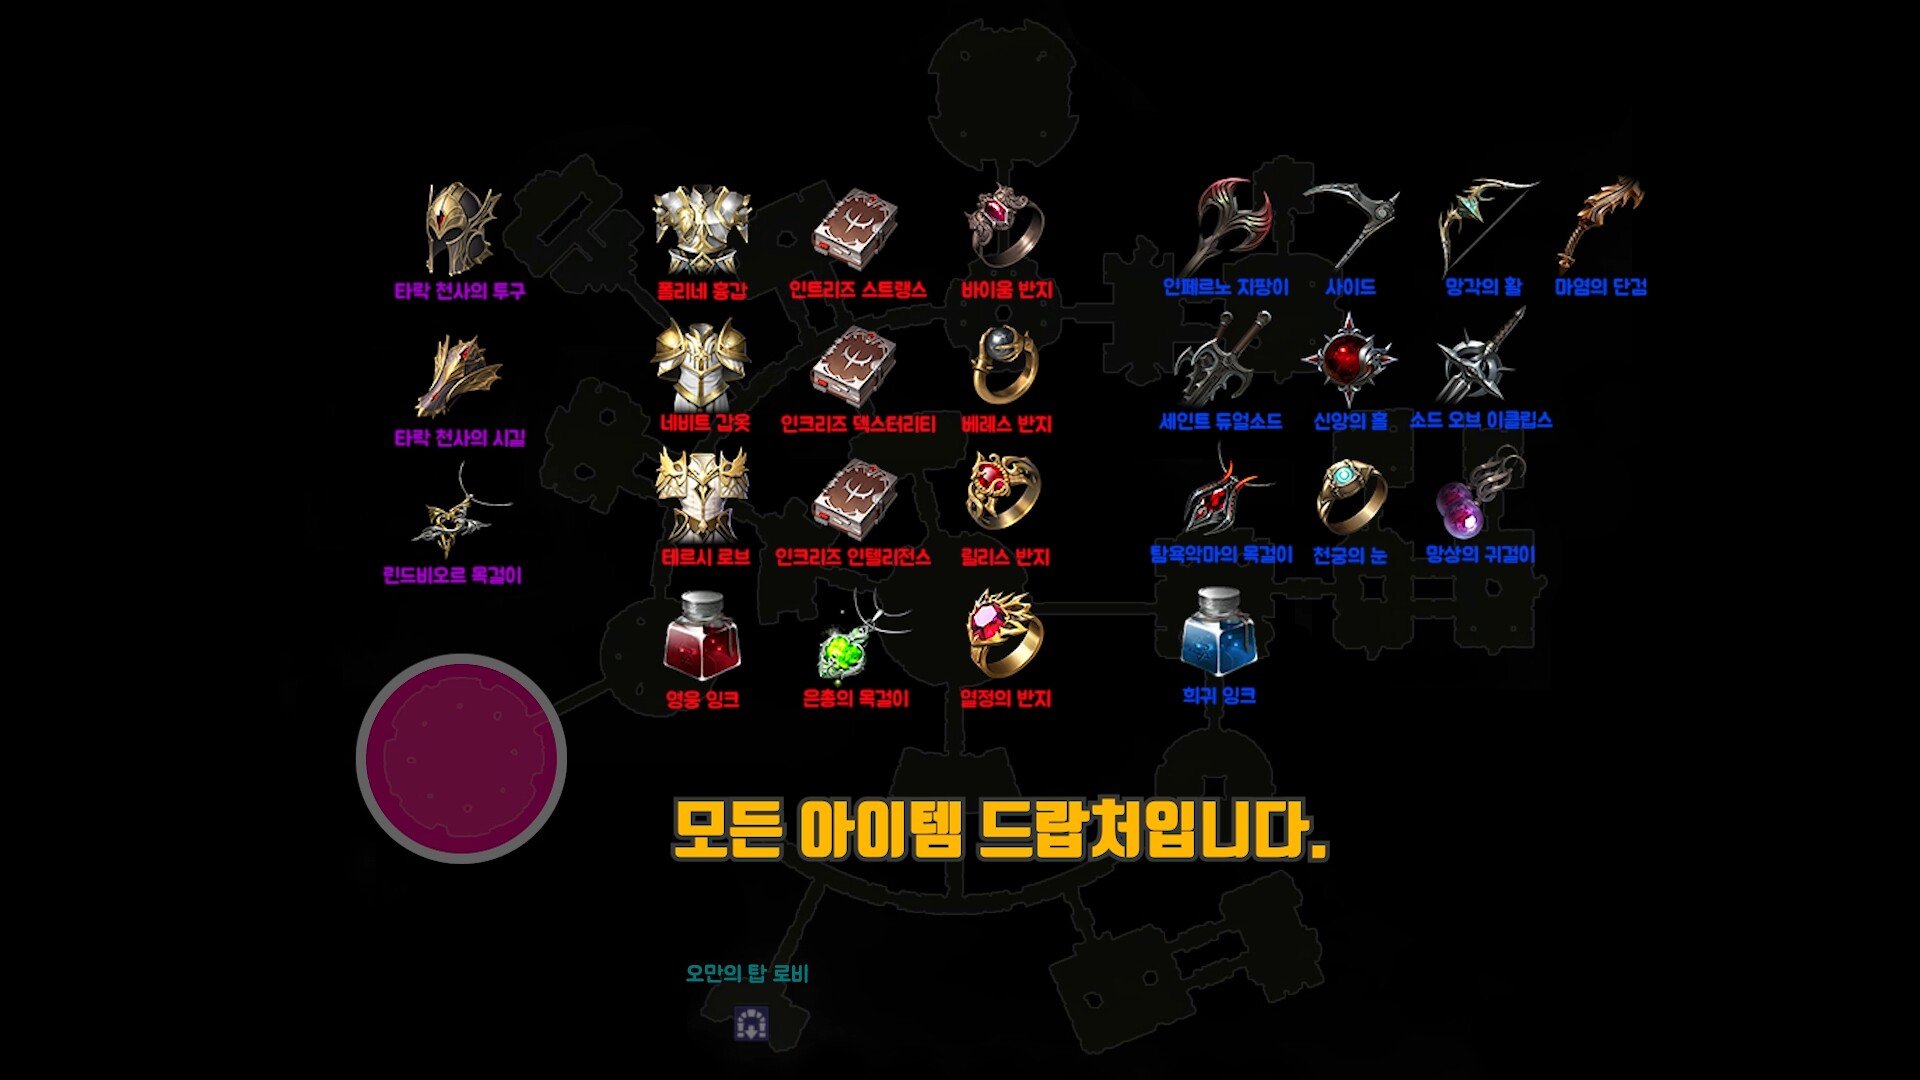 타락 천사의 투구
폴리네 흉갑
인트리즈 스트랭스
바이움 반지
인페르노 지팡이
사이드
망각의 활
마염의 단검
타락 천사의 시길
네비트 갑옷
인크리즈 덱스터리티
베레스 반지
세인트 듀얼소드
신앙의 홀
소드 오브 이클립스
린드비오르 목걸이
테르시 로브
인크리즈 인텔리전스
릴리스 반지
탐욕악마의 목걸이
천궁의 눈
망상의 귀걸이
영웅 잉크
은총의 목걸이
열정의 반지
희귀 잉크
모든 아이템 드랍처입니다.
오만의 탑 로비